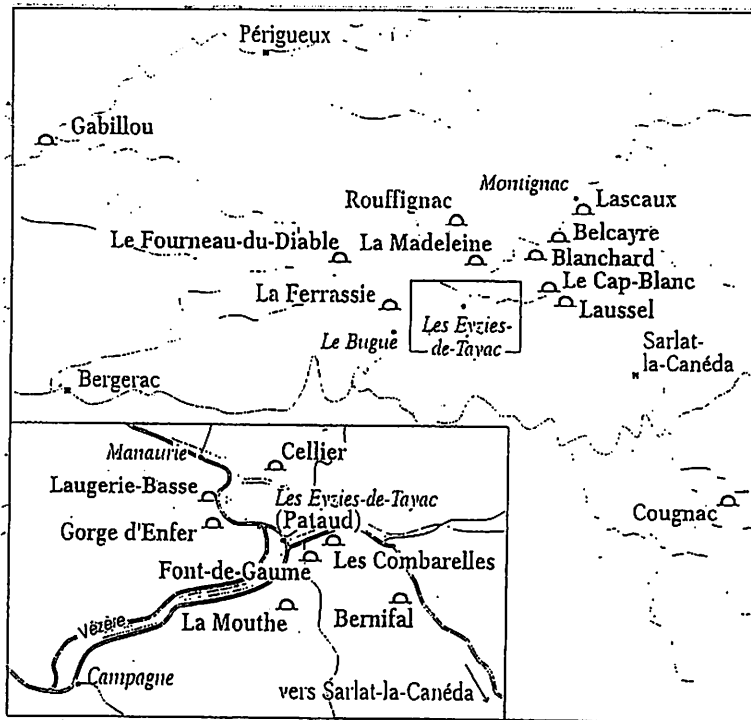 Périgueux
Gabillou
Montignac
Lascaux
Rouffignac
Belcayre
Le Fourneau-du-Diable
La Madeleine
Blanchard
Le Cap-Blanc
La Ferrassie
Laussel
Les Eyzies-
de-Tayac
Le Bugue
Sarlat-
la-Canéda
Bergerac
Manaurie
Cellier
Laugerie-Basse
Les Eyzies-de-Tayac
(Pataud)
Gorge d'Enfer
Cougnac
Les Combarelles
Font-de-Gaume
La Mouthe
Bernifal
Vézère
Campagne
vers Sarlat-la-Canéda